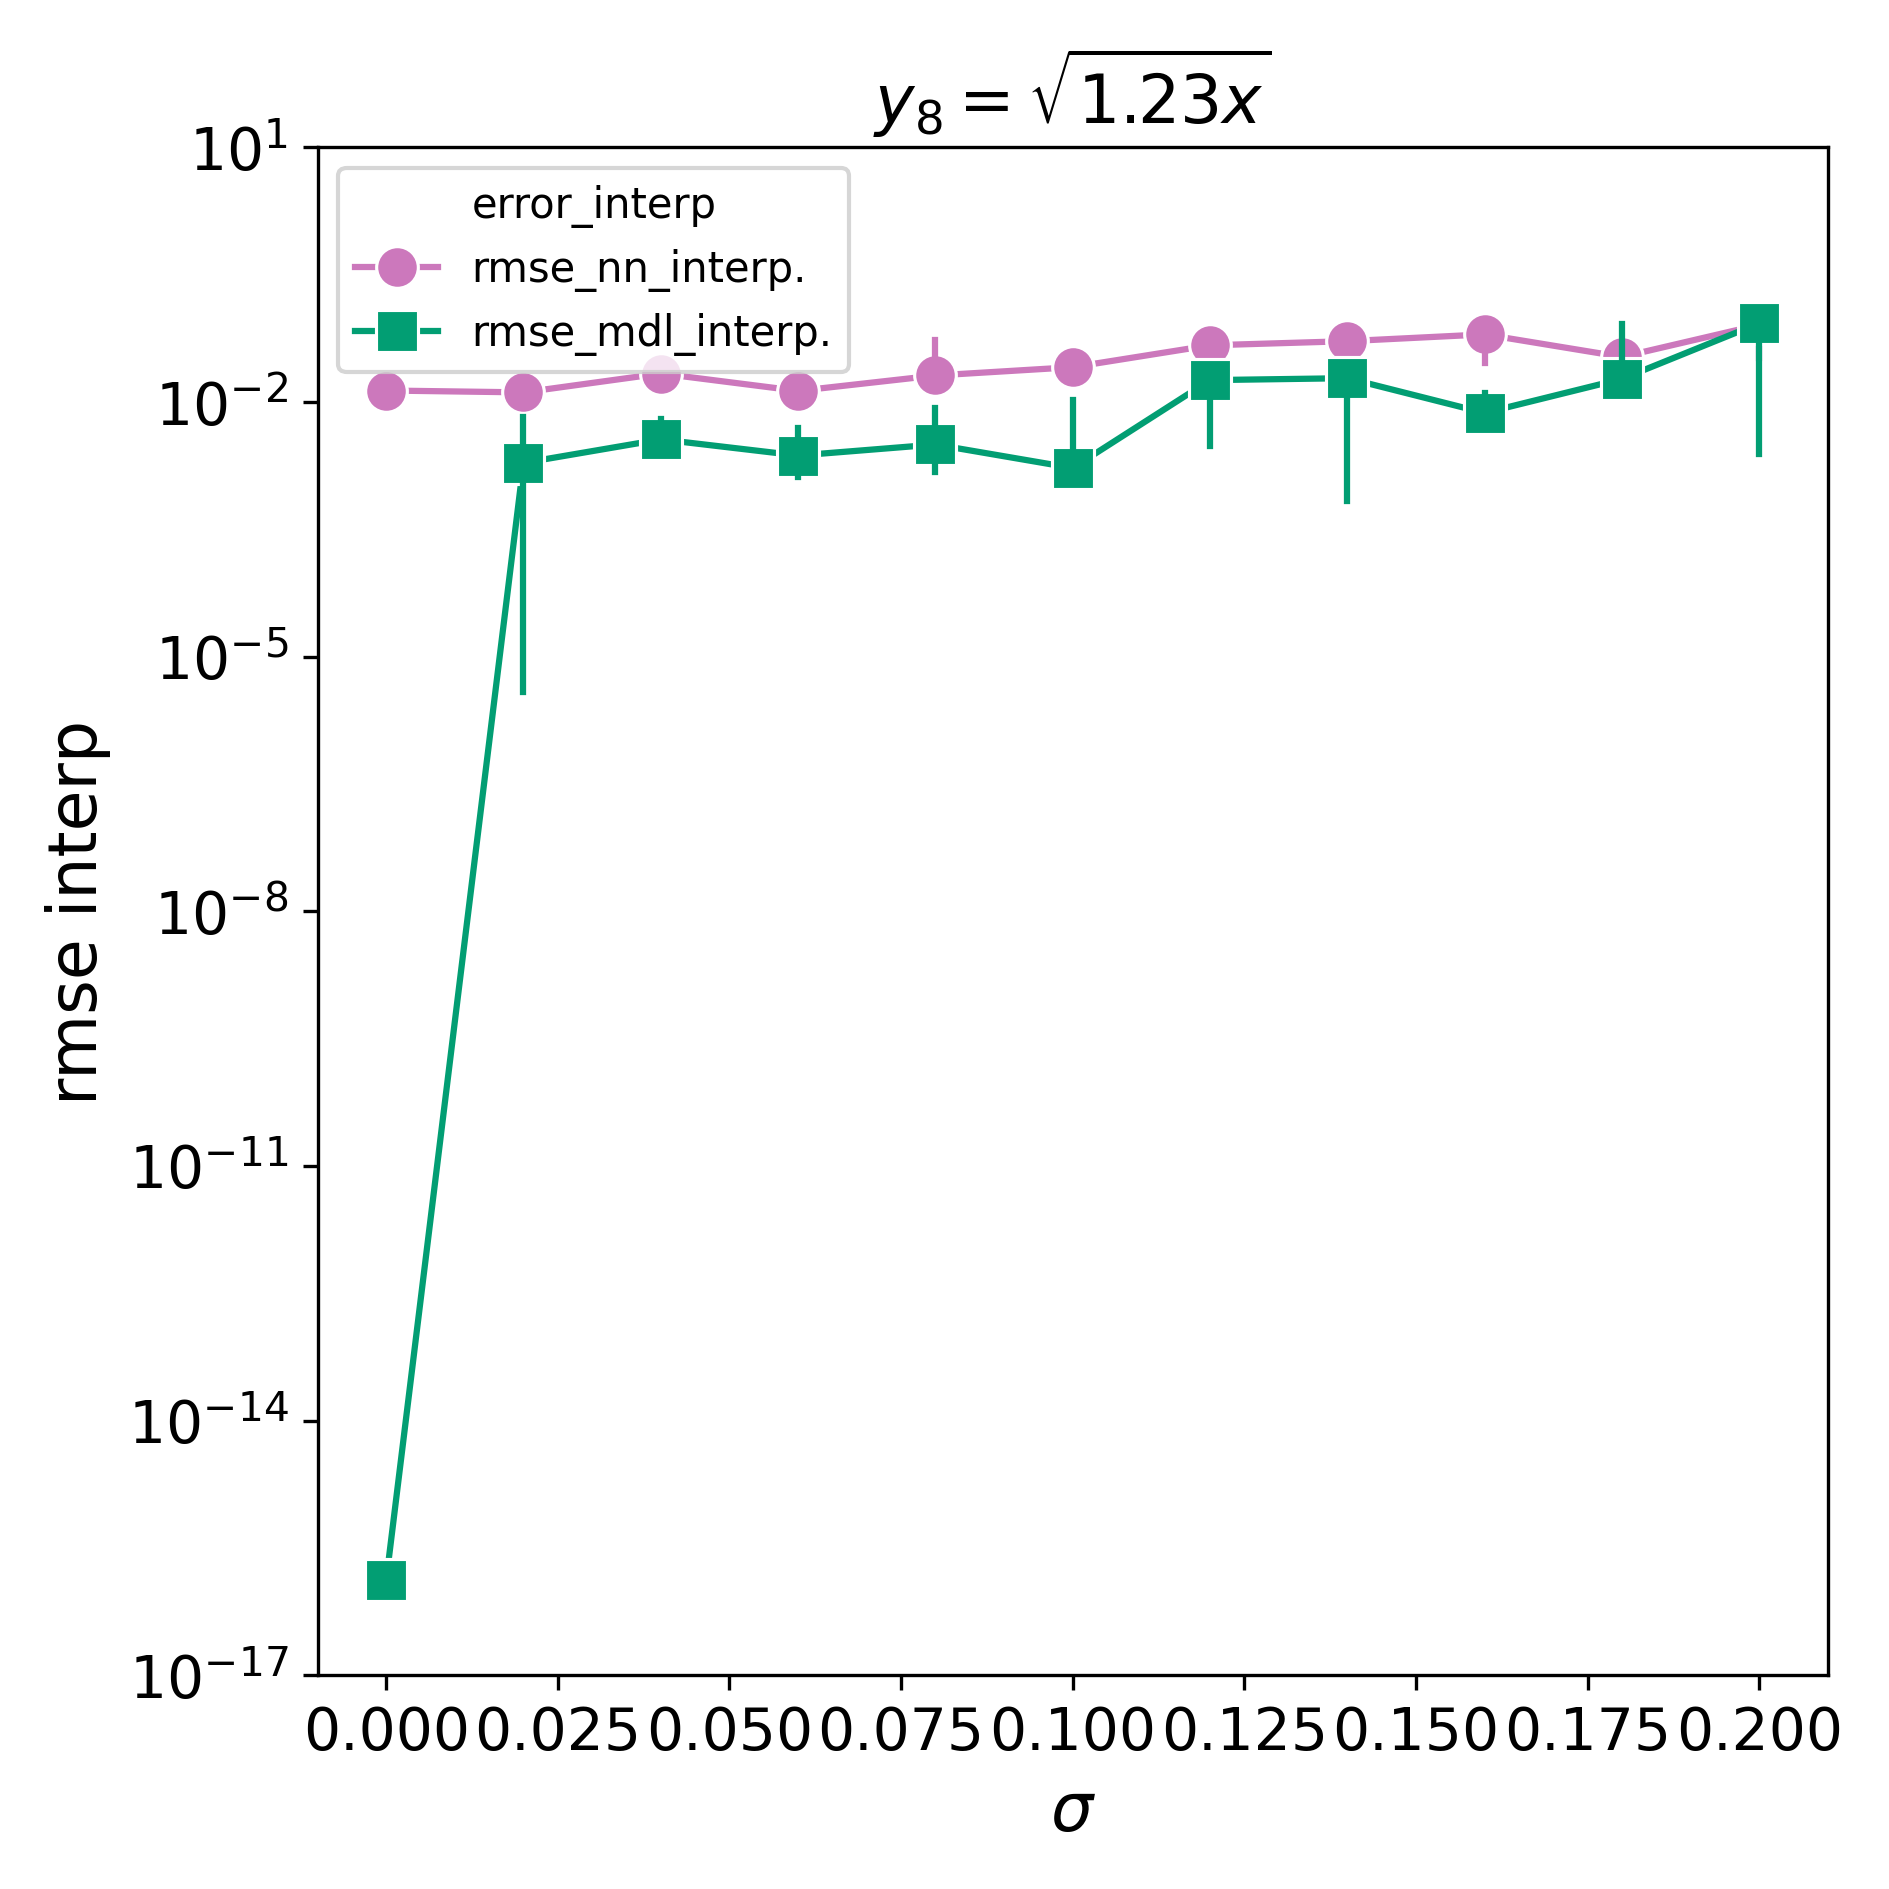 y₈ = √1.23x
10¹
error_interp
rmse_nn_interp.
rmse_mdl_interp.
10⁻²
10⁻⁵
10⁻⁸
10⁻¹¹
10⁻¹⁴
10⁻¹⁷
rmse interp
0.000 0.025 0.050 0.075 0.100 0.125 0.150 0.175 0.200
σ